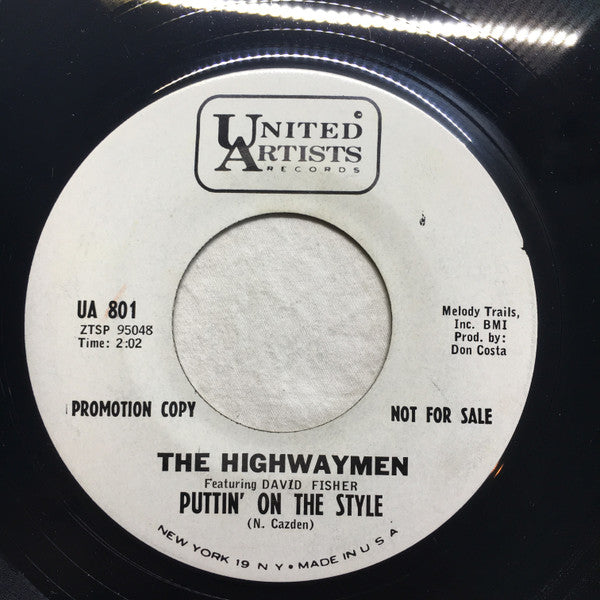 UNITED ©
ARTISTS
RECORDS
UA 801
ZTSP 95048
Time: 2:02
Melody Trails,
Inc. BMI
Prod. by:
Don Costa
PROMOTION COPY
NOT FOR SALE
THE HIGHWAYMEN
Featuring DAVID FISHER
PUTTIN' ON THE STYLE
(N. Cazden)
NEW YORK 19 N Y • MADE IN U S A